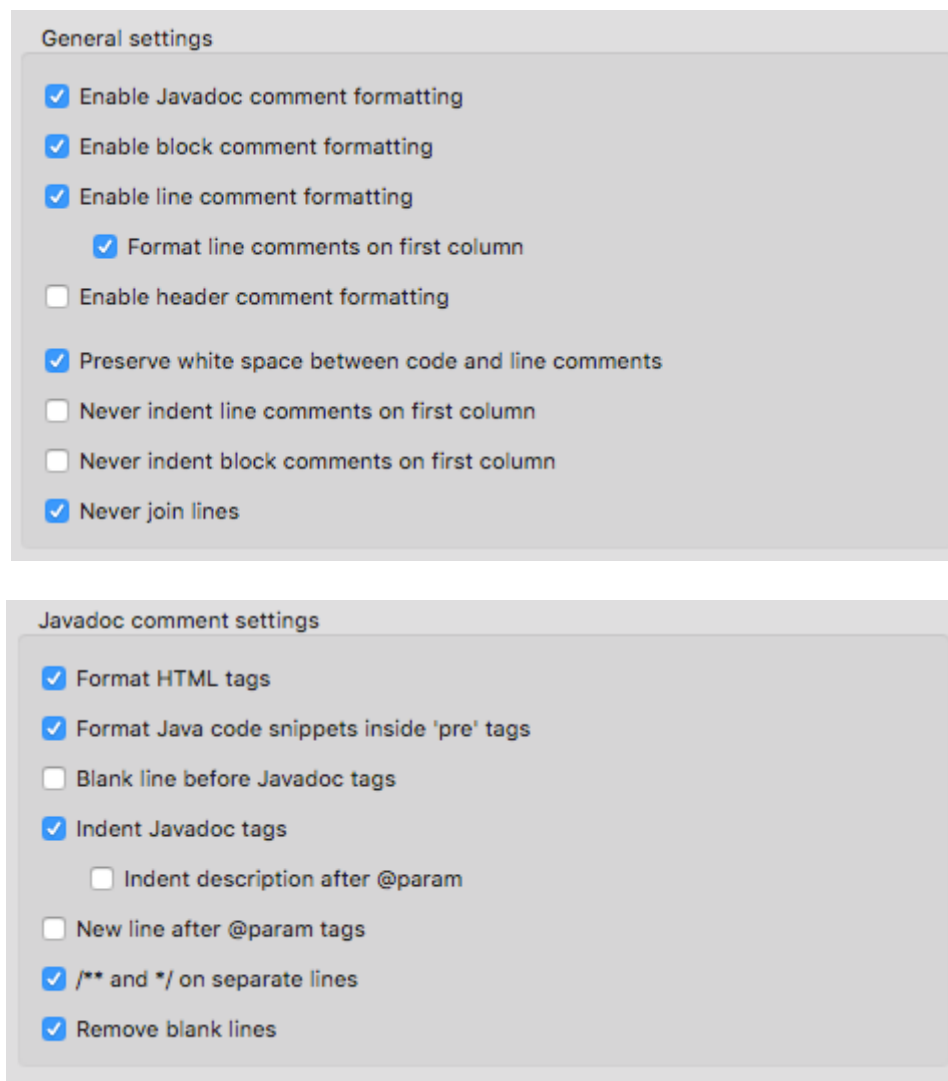 General settings
Enable Javadoc comment formatting
Enable block comment formatting
Enable line comment formatting
Format line comments on first column
Enable header comment formatting
Preserve white space between code and line comments
Never indent line comments on first column
Never indent block comments on first column
Never join lines
Javadoc comment settings
Format HTML tags
Format Java code snippets inside 'pre' tags
Blank line before Javadoc tags
Indent Javadoc tags
Indent description after @param
New line after @param tags
/** and */ on separate lines
Remove blank lines